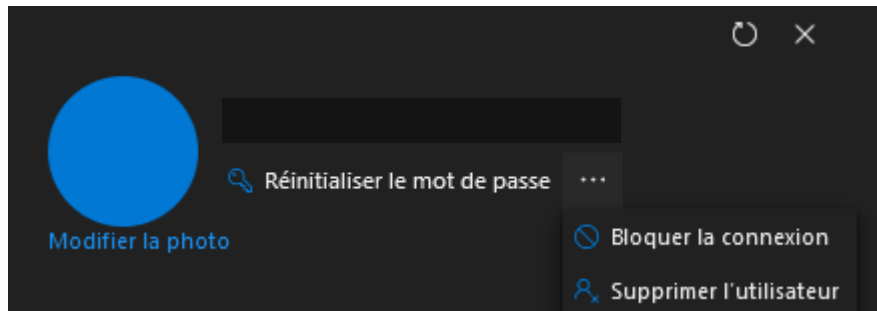 Réinitialiser le mot de passe
Modifier la photo
Bloquer la connexion
Supprimer l'utilisateur